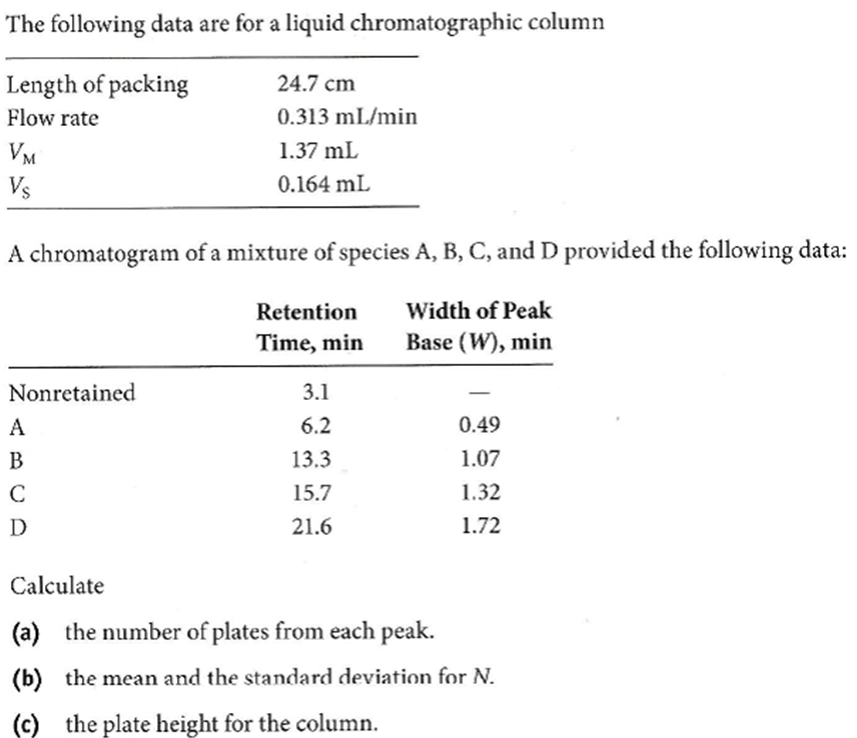 The following data are for a liquid chromatographic column
Length of packing 24.7 cm
Flow rate 0.313 mL/min
VM 1.37 mL
VS 0.164 mL
A chromatogram of a mixture of species A, B, C, and D provided the following data:
Retention Width of Peak
Time, min Base (W), min
Nonretained 3.1 —
A 6.2 0.49
B 13.3 1.07
C 15.7 1.32
D 21.6 1.72
Calculate
(a) the number of plates from each peak.
(b) the mean and the standard deviation for N.
(c) the plate height for the column.